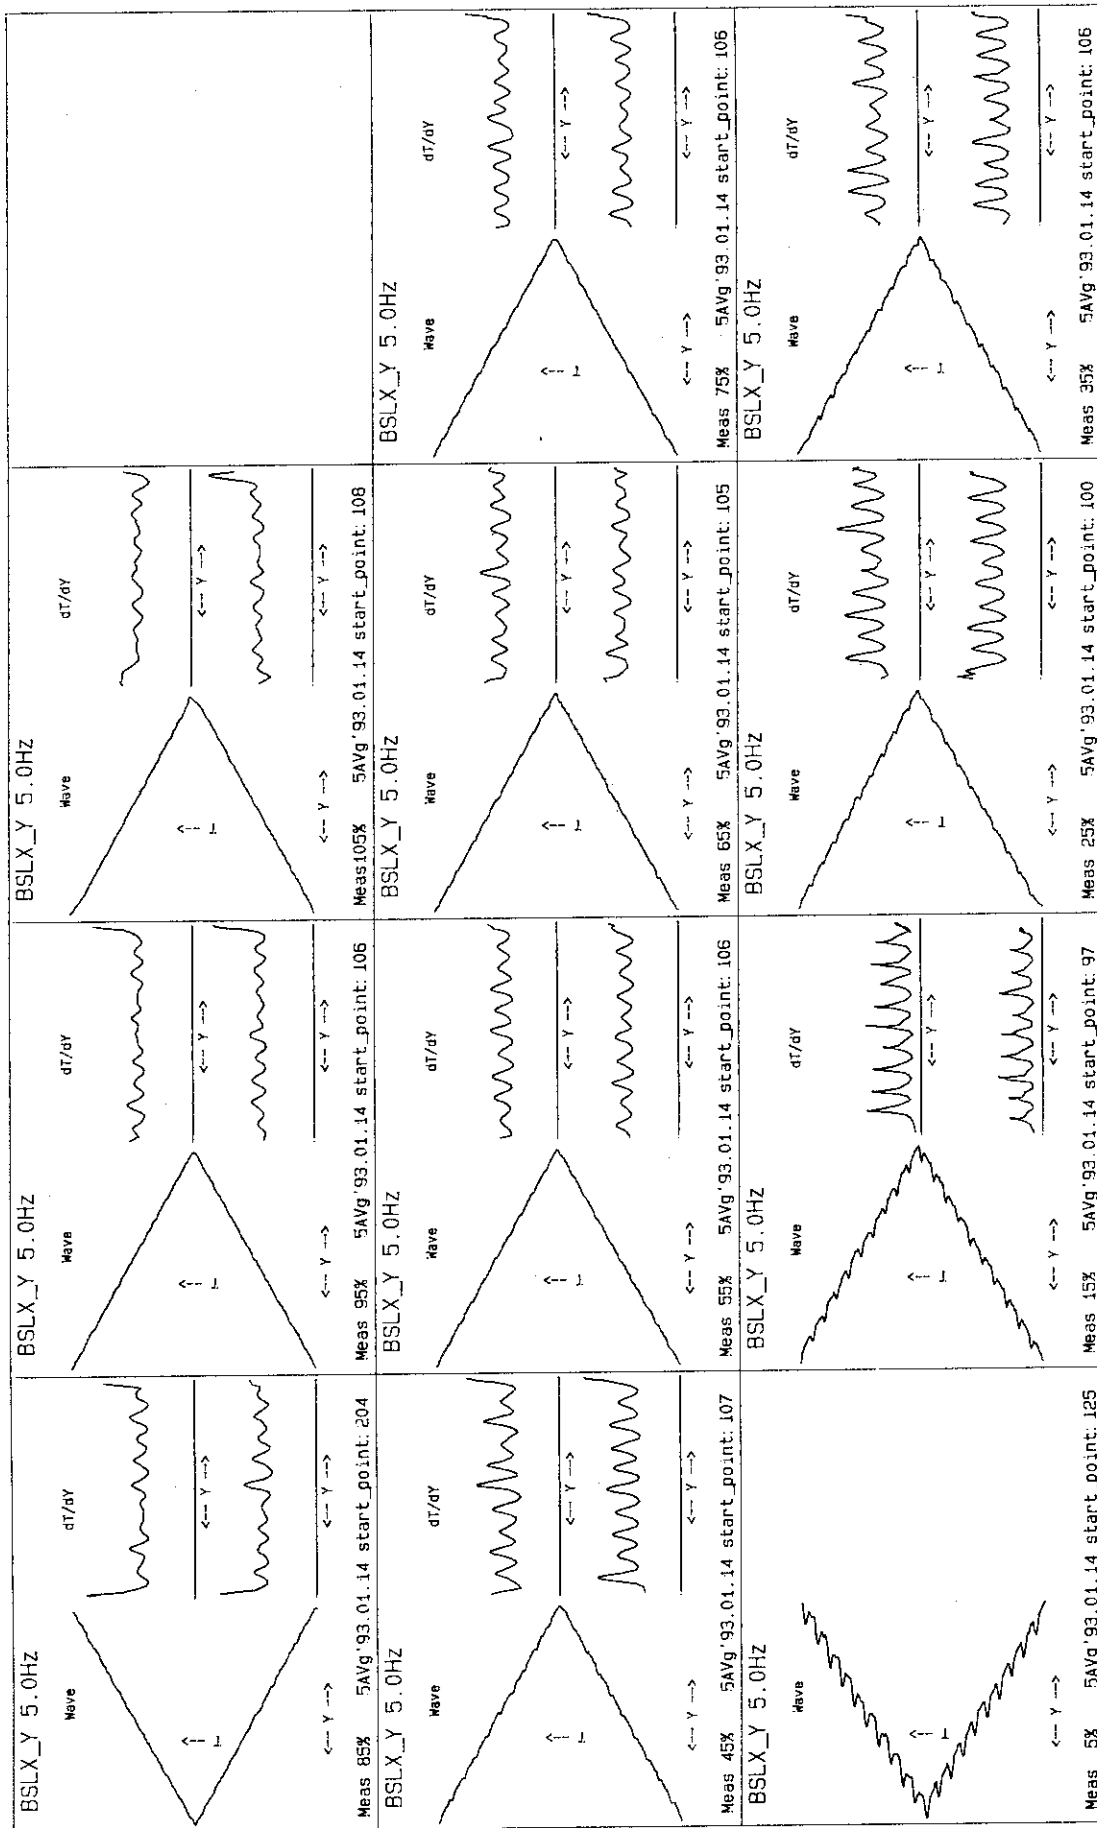 BSLX_Y 5.0Hz
Wave dT/dY
T -->
<-- Y -->
<-- Y --> <-- Y -->
Meas 85% 5AVg'93.01.14 start_point: 204
BSLX_Y 5.0Hz
Wave dT/dY
T -->
<-- Y -->
<-- Y --> <-- Y -->
Meas 95% 5AVg'93.01.14 start_point: 106
BSLX_Y 5.0Hz
Wave dT/dY
T -->
<-- Y -->
<-- Y --> <-- Y -->
Meas105% 5AVg'93.01.14 start_point: 108
BSLX_Y 5.0Hz
Wave dT/dY
T -->
<-- Y -->
<-- Y --> <-- Y -->
Meas 45% 5AVg'93.01.14 start_point: 107
BSLX_Y 5.0Hz
Wave dT/dY
T -->
<-- Y -->
<-- Y --> <-- Y -->
Meas 55% 5AVg'93.01.14 start_point: 106
BSLX_Y 5.0Hz
Wave dT/dY
T -->
<-- Y -->
<-- Y --> <-- Y -->
Meas 65% 5AVg'93.01.14 start_point: 105
BSLX_Y 5.0Hz
Wave dT/dY
T -->
<-- Y -->
<-- Y --> <-- Y -->
Meas 75% 5AVg'93.01.14 start_point: 106
BSLX_Y 5.0Hz
Wave
T -->
<-- Y -->
Meas 5% 5AVg'93.01.14 start_point: 125
BSLX_Y 5.0Hz
Wave dT/dY
T -->
<-- Y -->
<-- Y --> <-- Y -->
Meas 15% 5AVg'93.01.14 start_point: 97
BSLX_Y 5.0Hz
Wave dT/dY
T -->
<-- Y -->
<-- Y --> <-- Y -->
Meas 25% 5AVg'93.01.14 start_point: 100
BSLX_Y 5.0Hz
Wave dT/dY
T -->
<-- Y -->
<-- Y --> <-- Y -->
Meas 35% 5AVg'93.01.14 start_point: 106